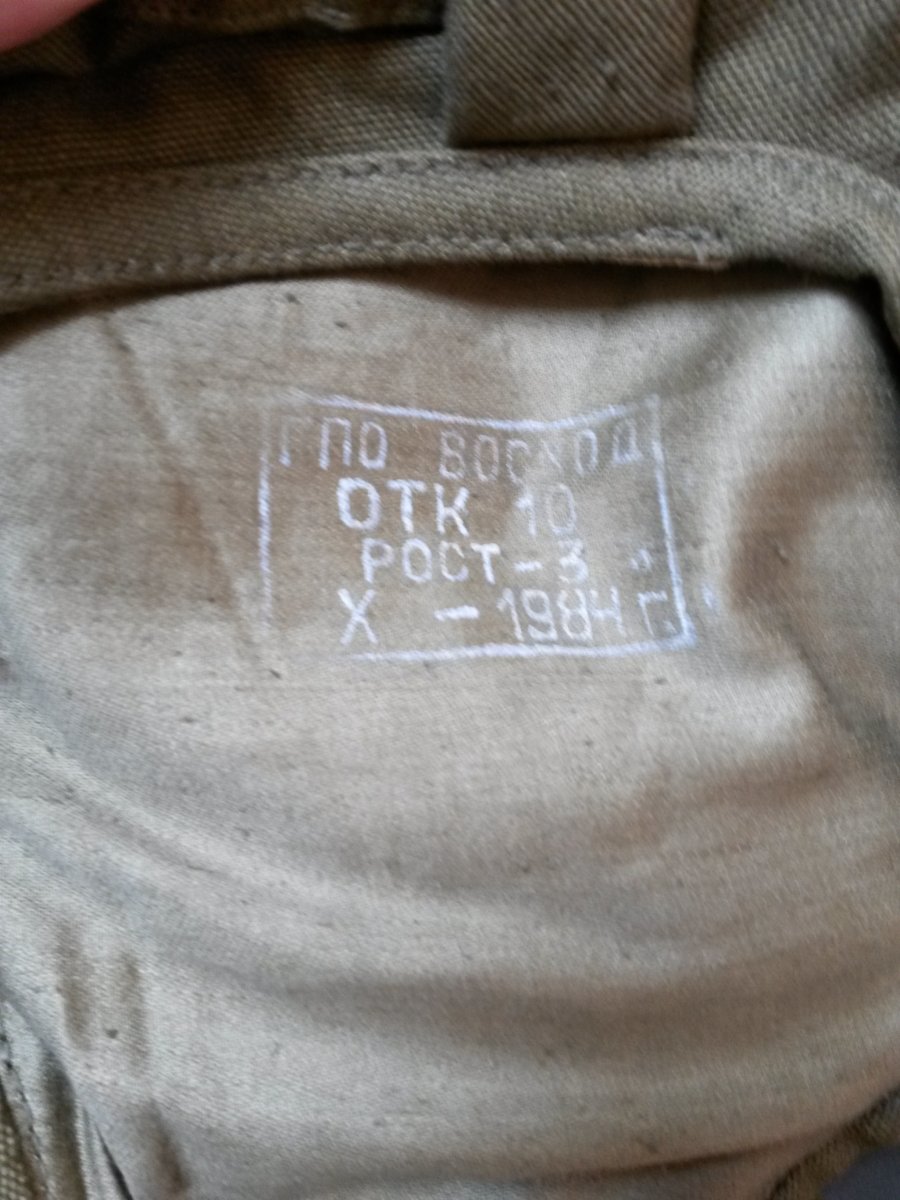 ГПО ВОСХОД
ОТК 10
РОСТ-3
Х - 1984 г.